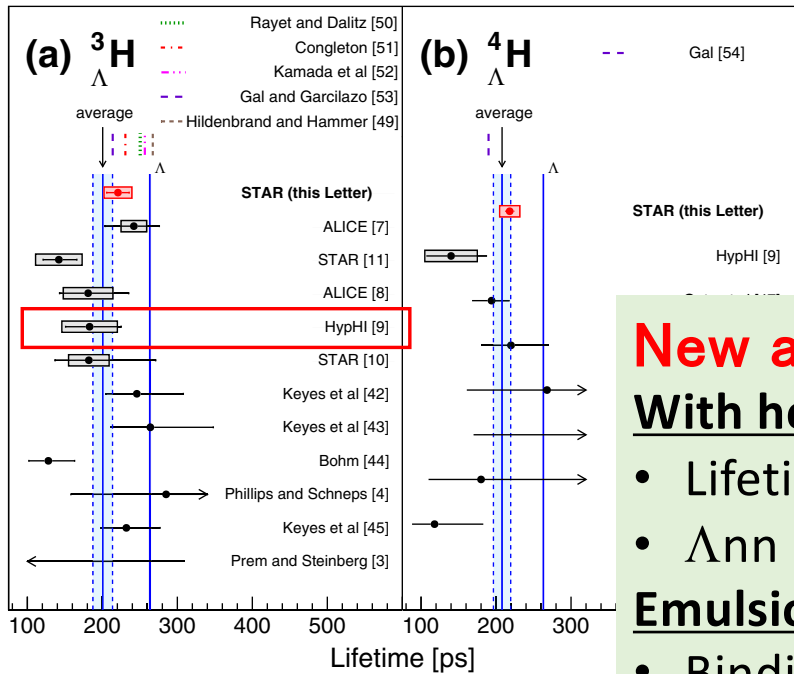 (a) ³H
Λ
Rayet and Dalitz [50]
Congleton [51]
Kamada et al [52]
Gal and Garcilazo [53]
Hildenbrand and Hammer [49]
average
Λ
STAR (this Letter)
ALICE [7]
STAR [11]
ALICE [8]
HypHI [9]
STAR [10]
Keyes et al [42]
Keyes et al [43]
Bohm [44]
Phillips and Schneps [4]
Keyes et al [45]
Prem and Steinberg [3]
100 200 300 400 500
(b) ⁴H
Λ
Gal [54]
average
Λ
STAR (this Letter)
HypHI [9]
100 200 300
Lifetime [ps]
New a
With he
• Lifeti
• Λnn
Emulsio
• Bindi